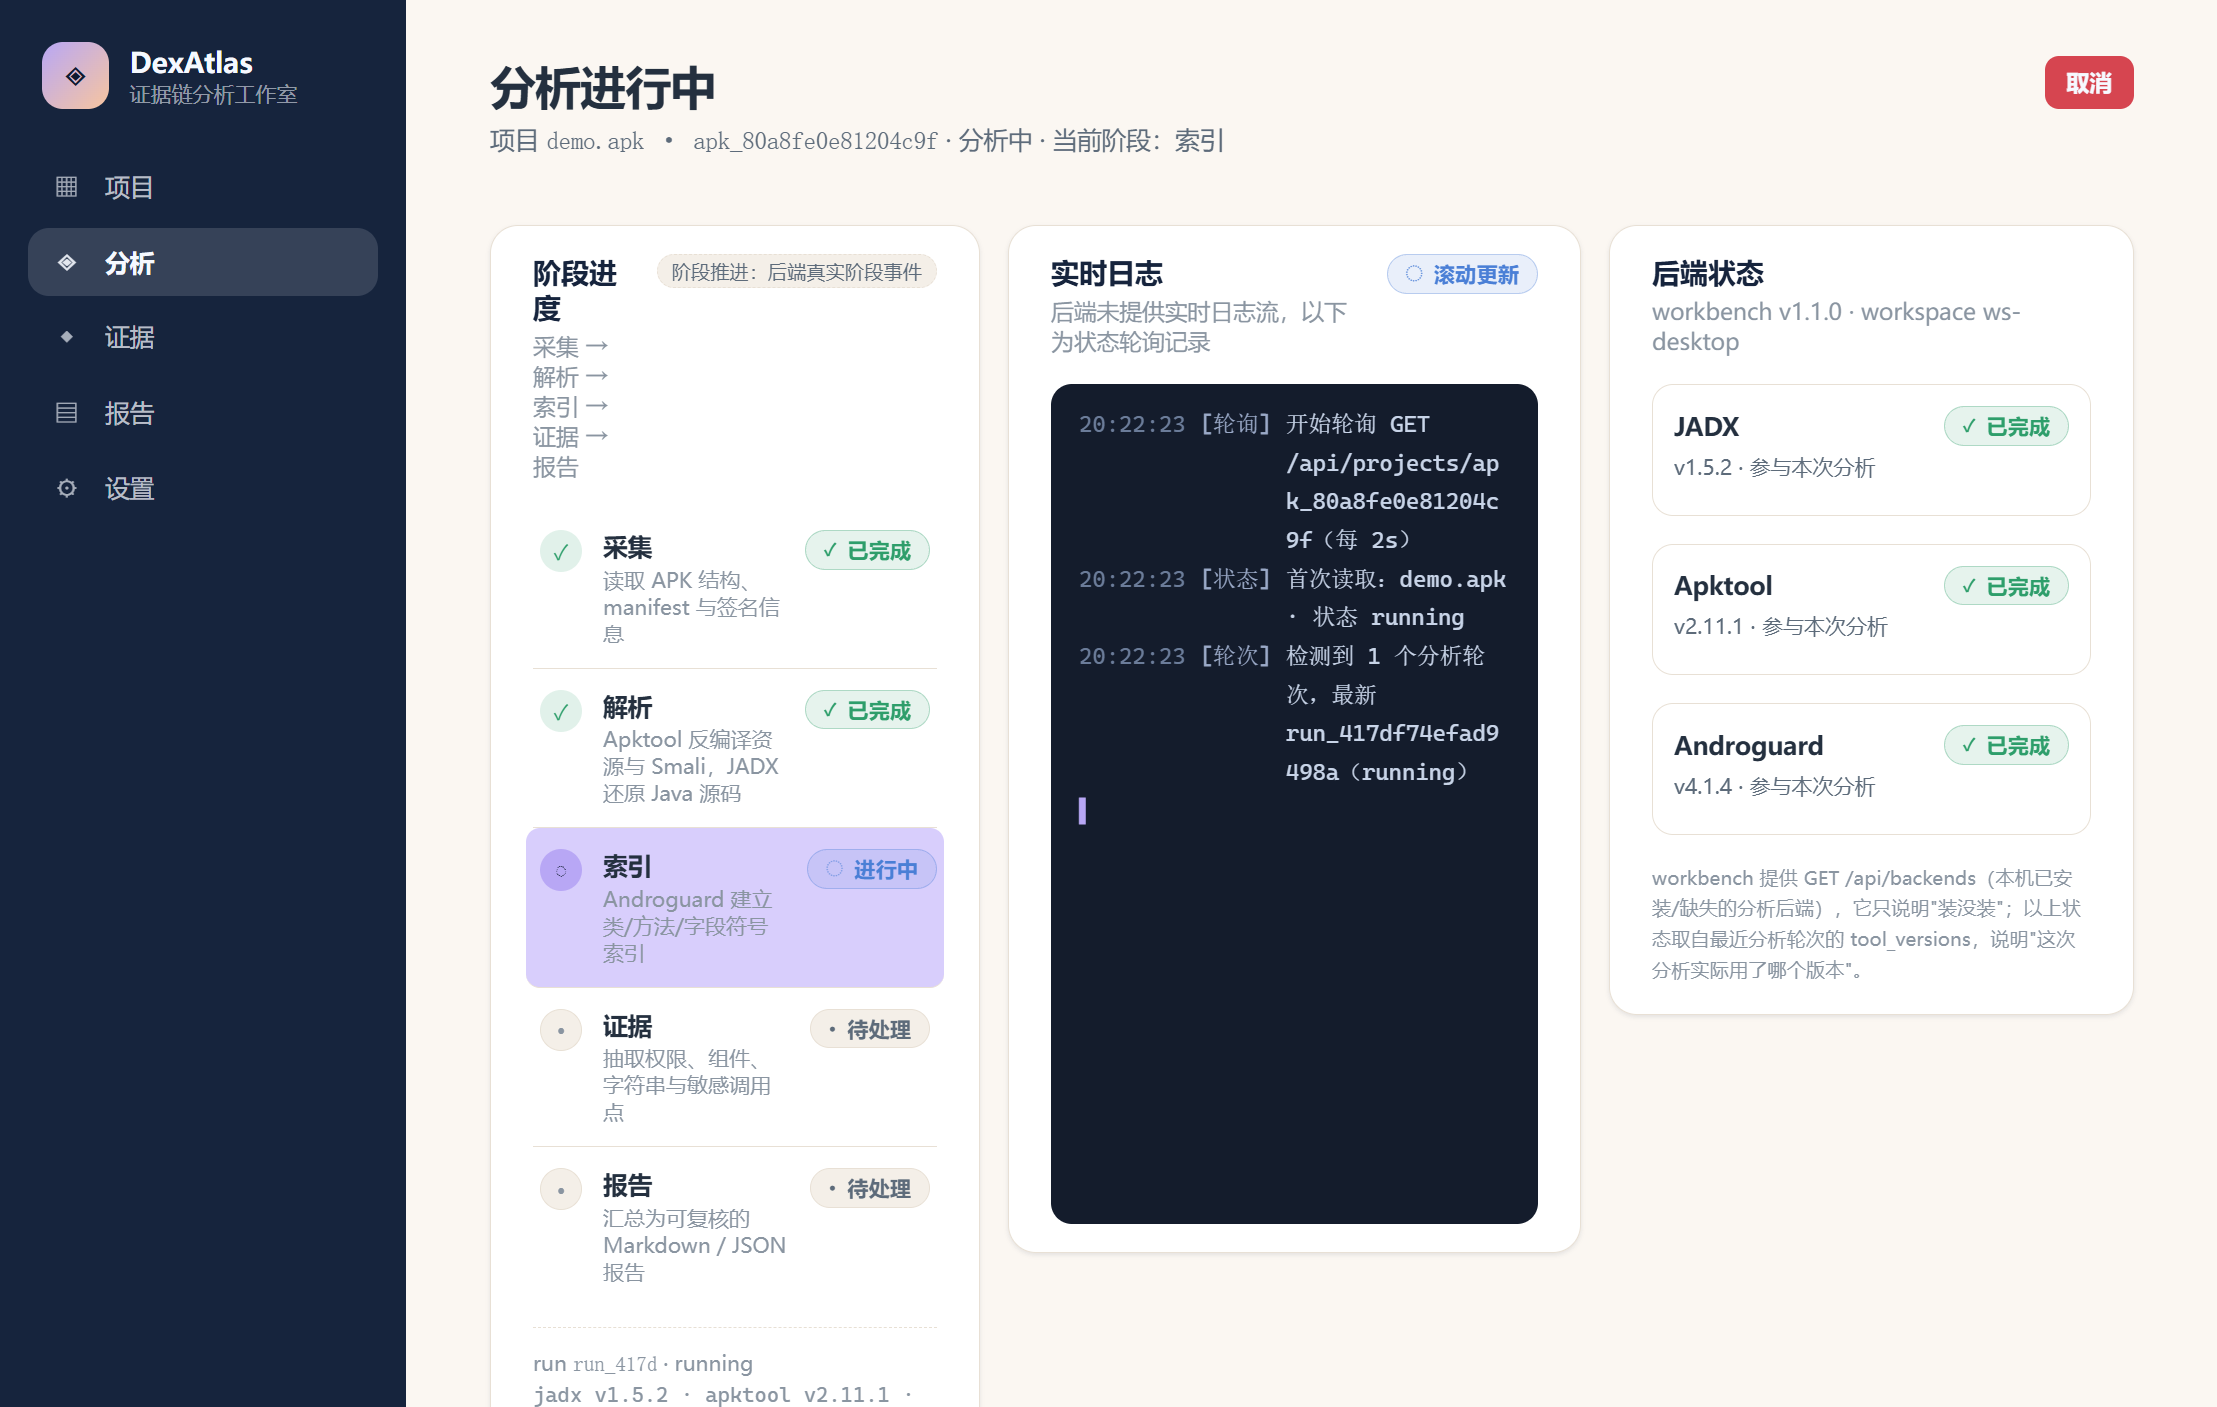 DexAtlas
证据链分析工作室
项目
分析
证据
报告
设置
分析进行中
项目 demo.apk • apk_80a8fe0e81204c9f · 分析中 · 当前阶段：索引
取消
阶段进
度
阶段推进：后端真实阶段事件
采集 →
解析 →
索引 →
证据 →
报告
采集
✓ 已完成
读取 APK 结构、
manifest 与签名信
息
解析
✓ 已完成
Apktool 反编译资
源与 Smali，JADX
还原 Java 源码
索引
进行中
Androguard 建立
类/方法/字段符号
索引
证据
• 待处理
抽取权限、组件、
字符串与敏感调用
点
报告
• 待处理
汇总为可复核的
Markdown / JSON
报告
run run_417d · running
jadx v1.5.2 · apktool v2.11.1 ·
实时日志
滚动更新
后端未提供实时日志流，以下
为状态轮询记录
20:22:23 [轮询] 开始轮询 GET
/api/projects/ap
k_80a8fe0e81204c
9f（每 2s）
20:22:23 [状态] 首次读取：demo.apk
· 状态 running
20:22:23 [轮次] 检测到 1 个分析轮
次，最新
run_417df74efad9
498a（running）
后端状态
workbench v1.1.0 · workspace ws-
desktop
JADX
✓ 已完成
v1.5.2 · 参与本次分析
Apktool
✓ 已完成
v2.11.1 · 参与本次分析
Androguard
✓ 已完成
v4.1.4 · 参与本次分析
workbench 提供 GET /api/backends（本机已安
装/缺失的分析后端），它只说明"装没装"；以上状
态取自最近分析轮次的 tool_versions，说明"这次
分析实际用了哪个版本"。